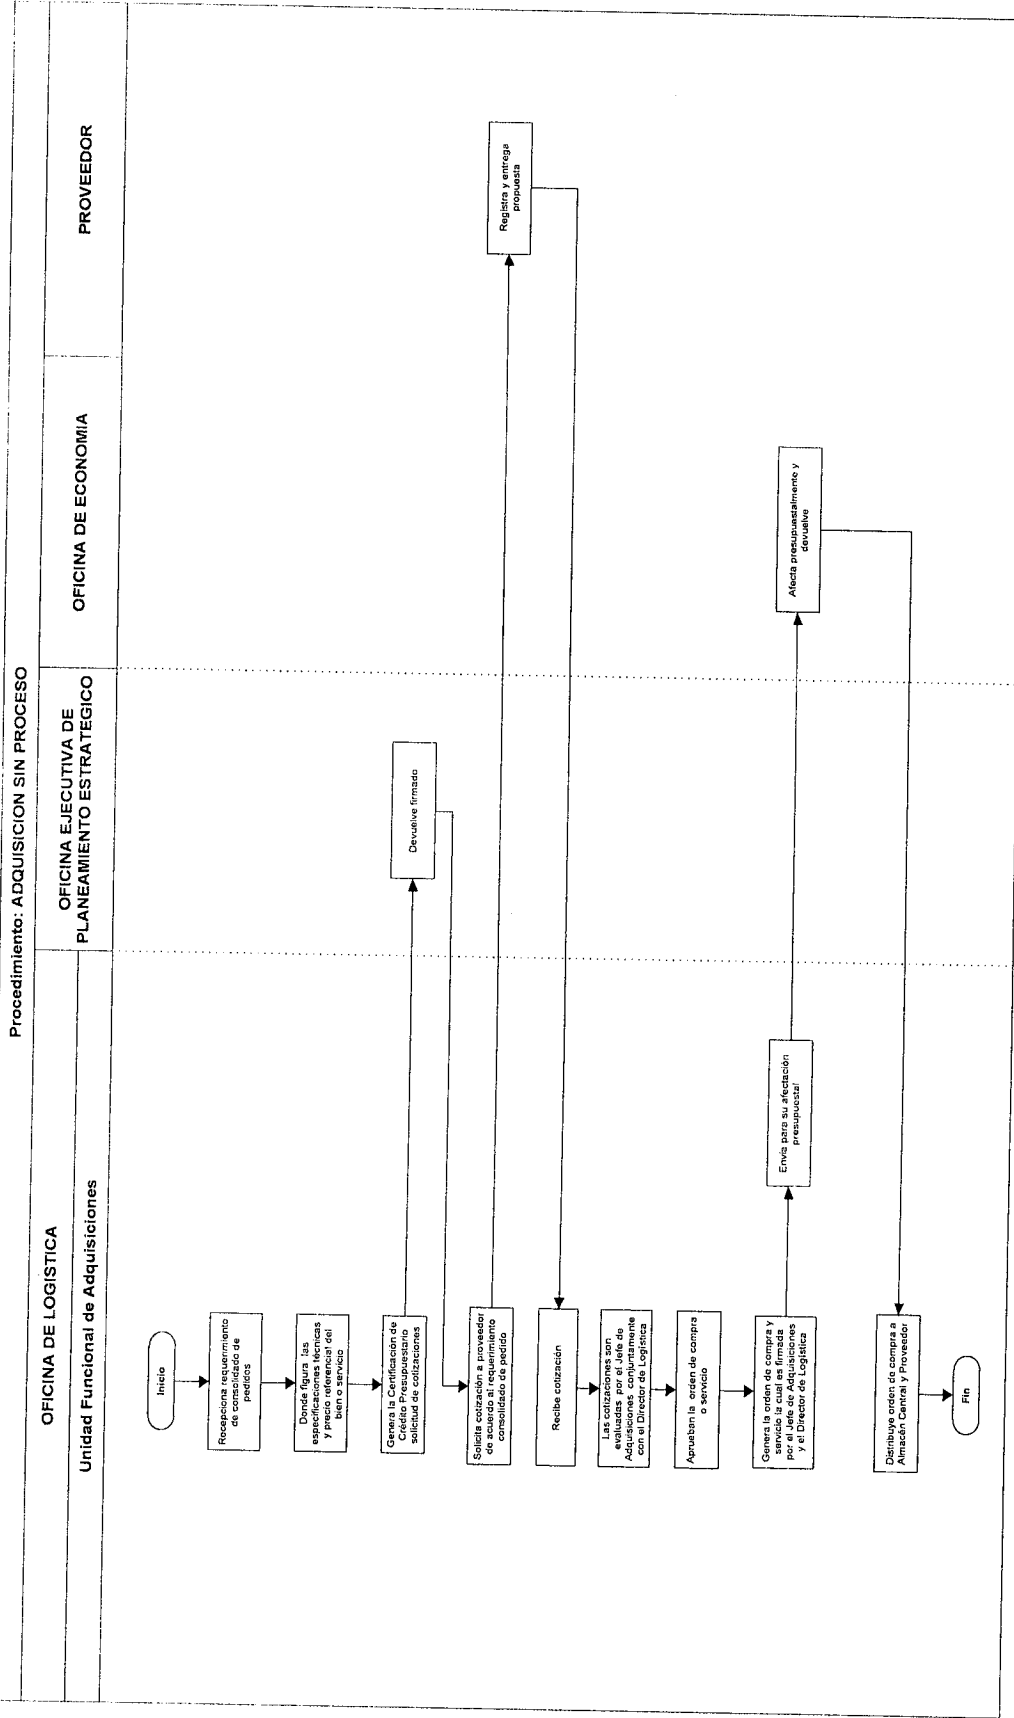 Procedimiento: ADQUISICION SIN PROCESO
OFICINA DE LOGISTICA
Unidad Funcional de Adquisiciones
OFICINA EJECUTIVA DE
PLANEAMIENTO ESTRATEGICO
OFICINA DE ECONOMIA
PROVEEDOR
Inicio
Recepciona requerimiento
de consolidado de
pedidos
Donde figura las
especificaciones técnicas
y precio referencial del
bien o servicio
Genera la Certificación de
Crédito Presupuestario
solicitud de cotizaciones
Devuelve firmado
Solicita cotización a proveedor
de acuerdo al requerimiento
consolidado de pedido
Registra y entrega
propuesta
Recibe cotización
Las cotizaciones son
evaluadas por el Jefe de
Adquisiciones conjuntamente
con el Director de Logística
Aprueban la orden de compra
o servicio
Genera la orden de compra y
servicio la cual es firmada
por el Jefe de Adquisiciones
y el Director de Logística
Envía para su afectación
presupuestal
Afecta presupuestalmente y
devuelve
Distribuye orden de compra a
Almacén Central y Proveedor
Fin